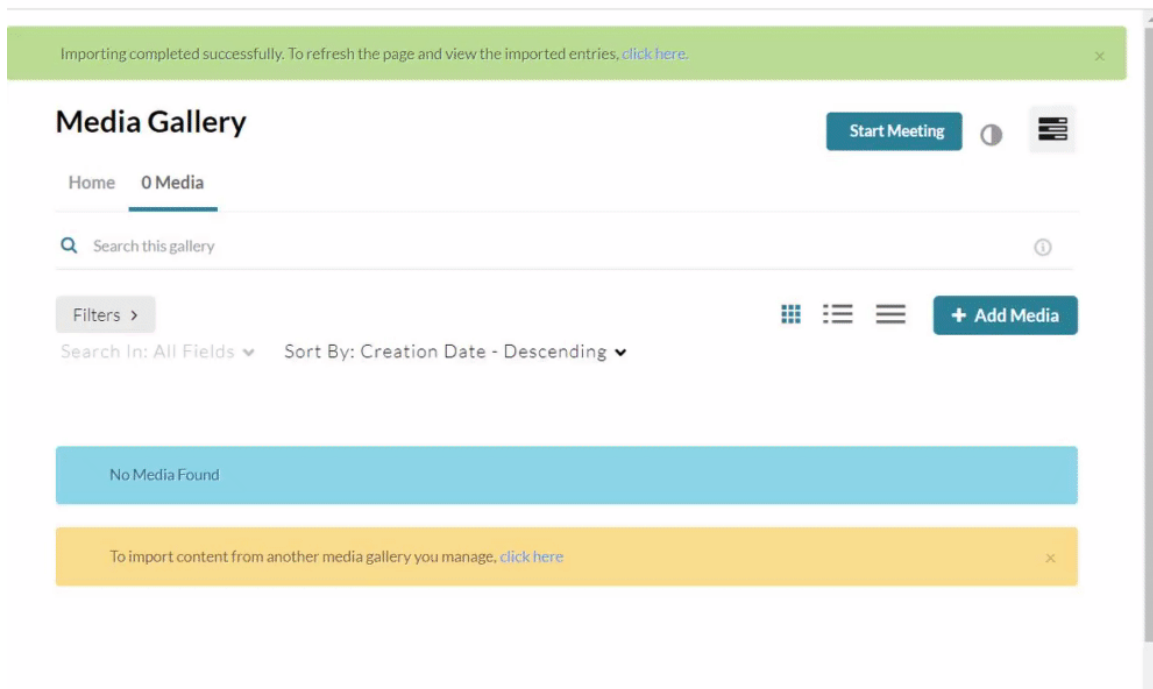 Importing completed successfully. To refresh the page and view the imported entries, click here.
Media Gallery
Start Meeting
Home
0 Media
Search this gallery
Filters
+ Add Media
Search In: All Fields
Sort By: Creation Date - Descending
No Media Found
To import content from another media gallery you manage, click here